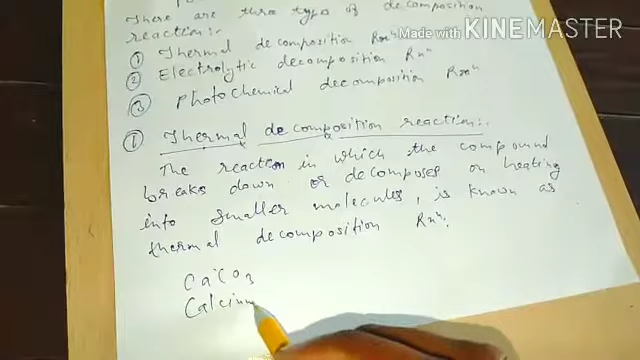 There are three types of decomposition
reaction:-
① Thermal decomposition Rxn
② Electrolytic decomposition Rxn
③ Photochemical decomposition Rxn
① Thermal decomposition reaction:-
The reaction in which the compound
breaks down or decomposes on heating
into smaller molecules, is known as
thermal decomposition Rxn.
CaCO3
Calcium
Made with KINEMASTER